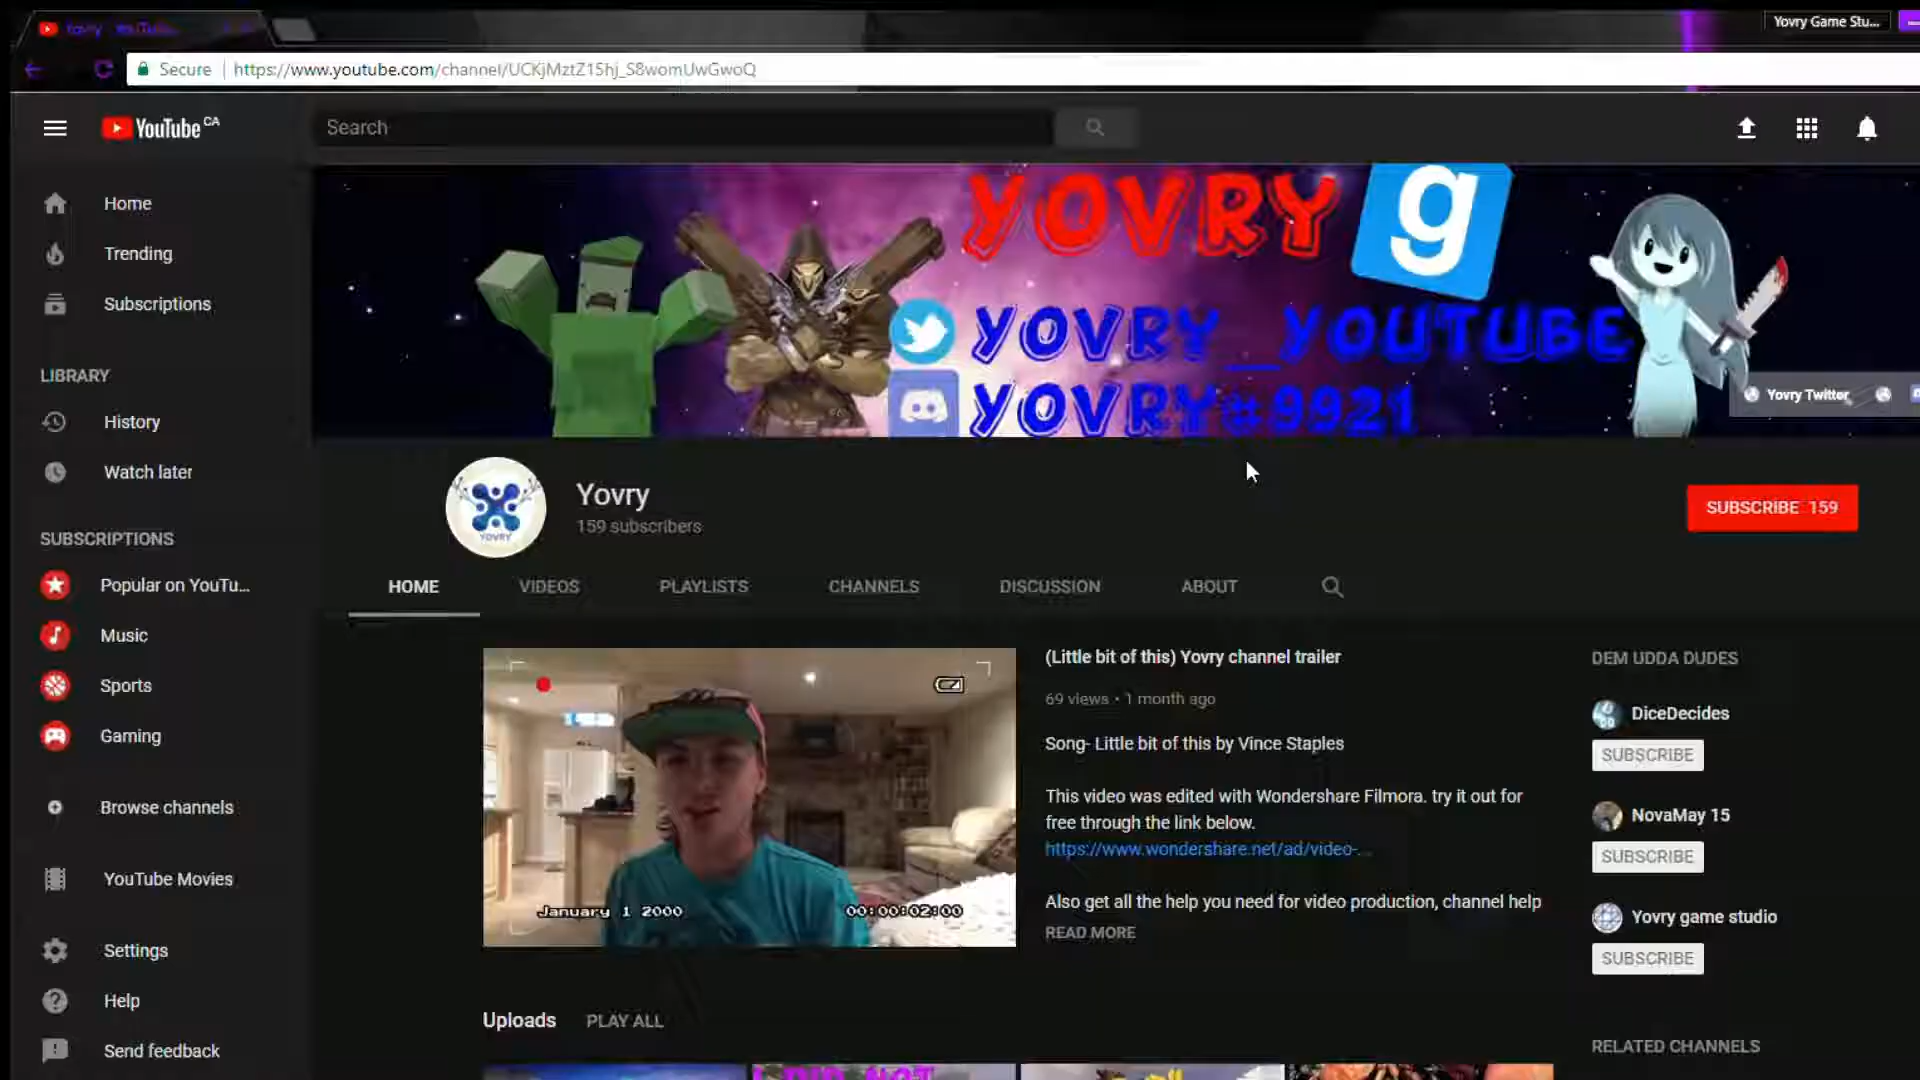 Yovry Game Stu...
Secure
https://www.youtube.com/channel/UCKjMztZ15hj_S8womUwGwoQ
YouTube CA
Search
Home
Trending
Subscriptions
LIBRARY
History
Watch later
SUBSCRIPTIONS
Popular on YouTu...
Music
Sports
Gaming
Browse channels
YouTube Movies
Settings
Help
Send feedback
YOVRY
g
YOVRY_YOUTUBE
YOVRY#9921
Yovry Twitter
YOVRY
Yovry
159 subscribers
SUBSCRIBE 159
HOME
VIDEOS
PLAYLISTS
CHANNELS
DISCUSSION
ABOUT
January 1 2000
00:00:02:00
(Little bit of this) Yovry channel trailer
69 views • 1 month ago
Song- Little bit of this by Vince Staples
This video was edited with Wondershare Filmora. try it out for
free through the link below.
https://www.wondershare.net/ad/video-...
Also get all the help you need for video production, channel help
READ MORE
DEM UDDA DUDES
DiceDecides
SUBSCRIBE
NovaMay 15
SUBSCRIBE
Yovry game studio
SUBSCRIBE
RELATED CHANNELS
Uploads
PLAY ALL
I DID NOT